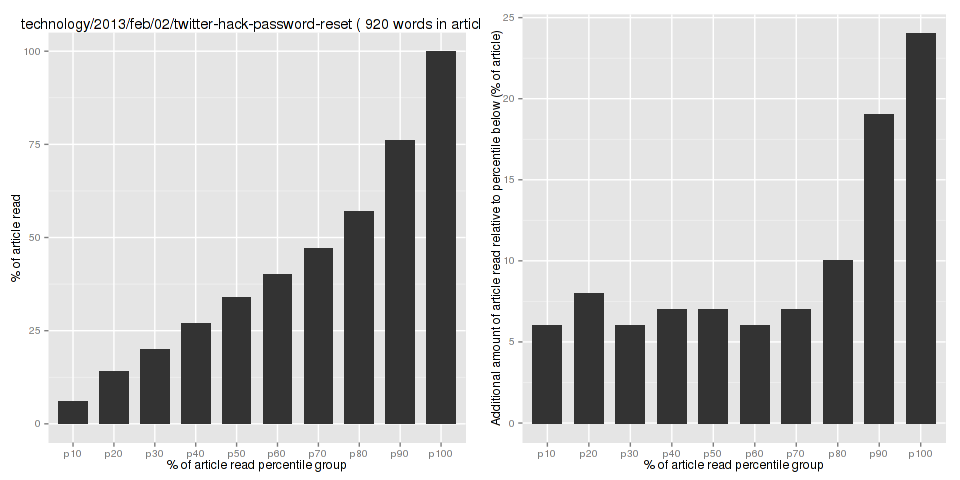 technology/2013/feb/02/twitter-hack-password-reset ( 920 words in articl
100
75
50
25
0
% of article read
p10 p20 p30 p40 p50 p60 p70 p80 p90 p100
% of article read percentile group
25
20
15
10
5
0
Additional amount of article read relative to percentile below (% of article)
p10 p20 p30 p40 p50 p60 p70 p80 p90 p100
% of article read percentile group